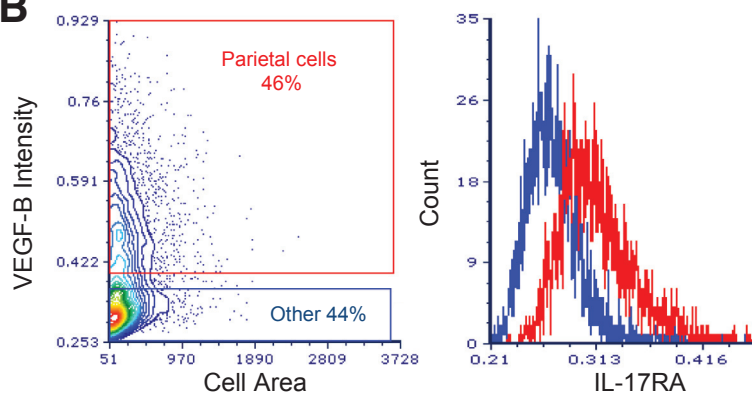 B
0.929
0.76
0.591
0.422
0.253
VEGF-B Intensity
Parietal cells
46%
Other 44%
51 970 1890 2809 3728
Cell Area
35
26
18
9
0
Count
0.21 0.313 0.416
IL-17RA